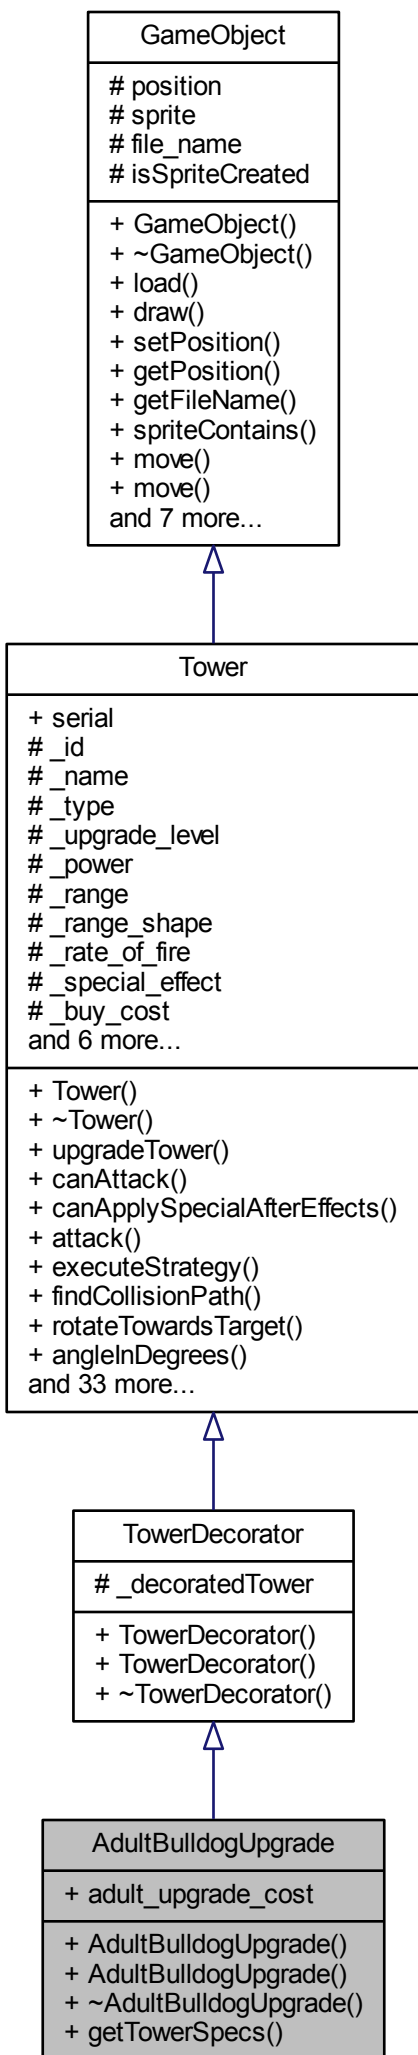 GameObject
# position
# sprite
# file_name
# isSpriteCreated
+ GameObject()
+ ~GameObject()
+ load()
+ draw()
+ setPosition()
+ getPosition()
+ getFileName()
+ spriteContains()
+ move()
+ move()
and 7 more...
Tower
+ serial
# _id
# _name
# _type
# _upgrade_level
# _power
# _range
# _range_shape
# _rate_of_fire
# _special_effect
# _buy_cost
and 6 more...
+ Tower()
+ ~Tower()
+ upgradeTower()
+ canAttack()
+ canApplySpecialAfterEffects()
+ attack()
+ executeStrategy()
+ findCollisionPath()
+ rotateTowardsTarget()
+ angleInDegrees()
and 33 more...
TowerDecorator
# _decoratedTower
+ TowerDecorator()
+ TowerDecorator()
+ ~TowerDecorator()
AdultBulldogUpgrade
+ adult_upgrade_cost
+ AdultBulldogUpgrade()
+ AdultBulldogUpgrade()
+ ~AdultBulldogUpgrade()
+ getTowerSpecs()